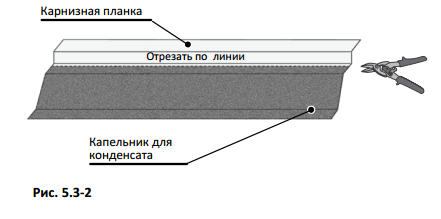 Карнизная планка
Отрезать по линии
Капельник для
конденсата
Рис. 5.3-2